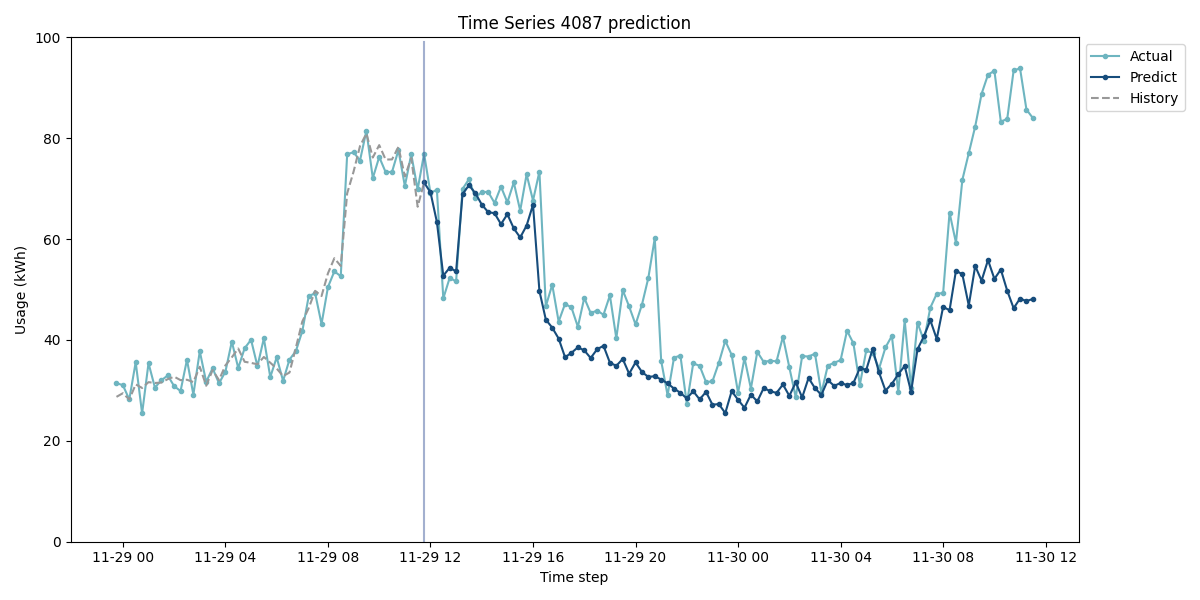 Time Series 4087 prediction
100
80
60
40
20
0
Usage (kWh)
11-29 00
11-29 04
11-29 08
11-29 12
11-29 16
11-29 20
11-30 00
11-30 04
11-30 08
11-30 12
Time step
Actual
Predict
History